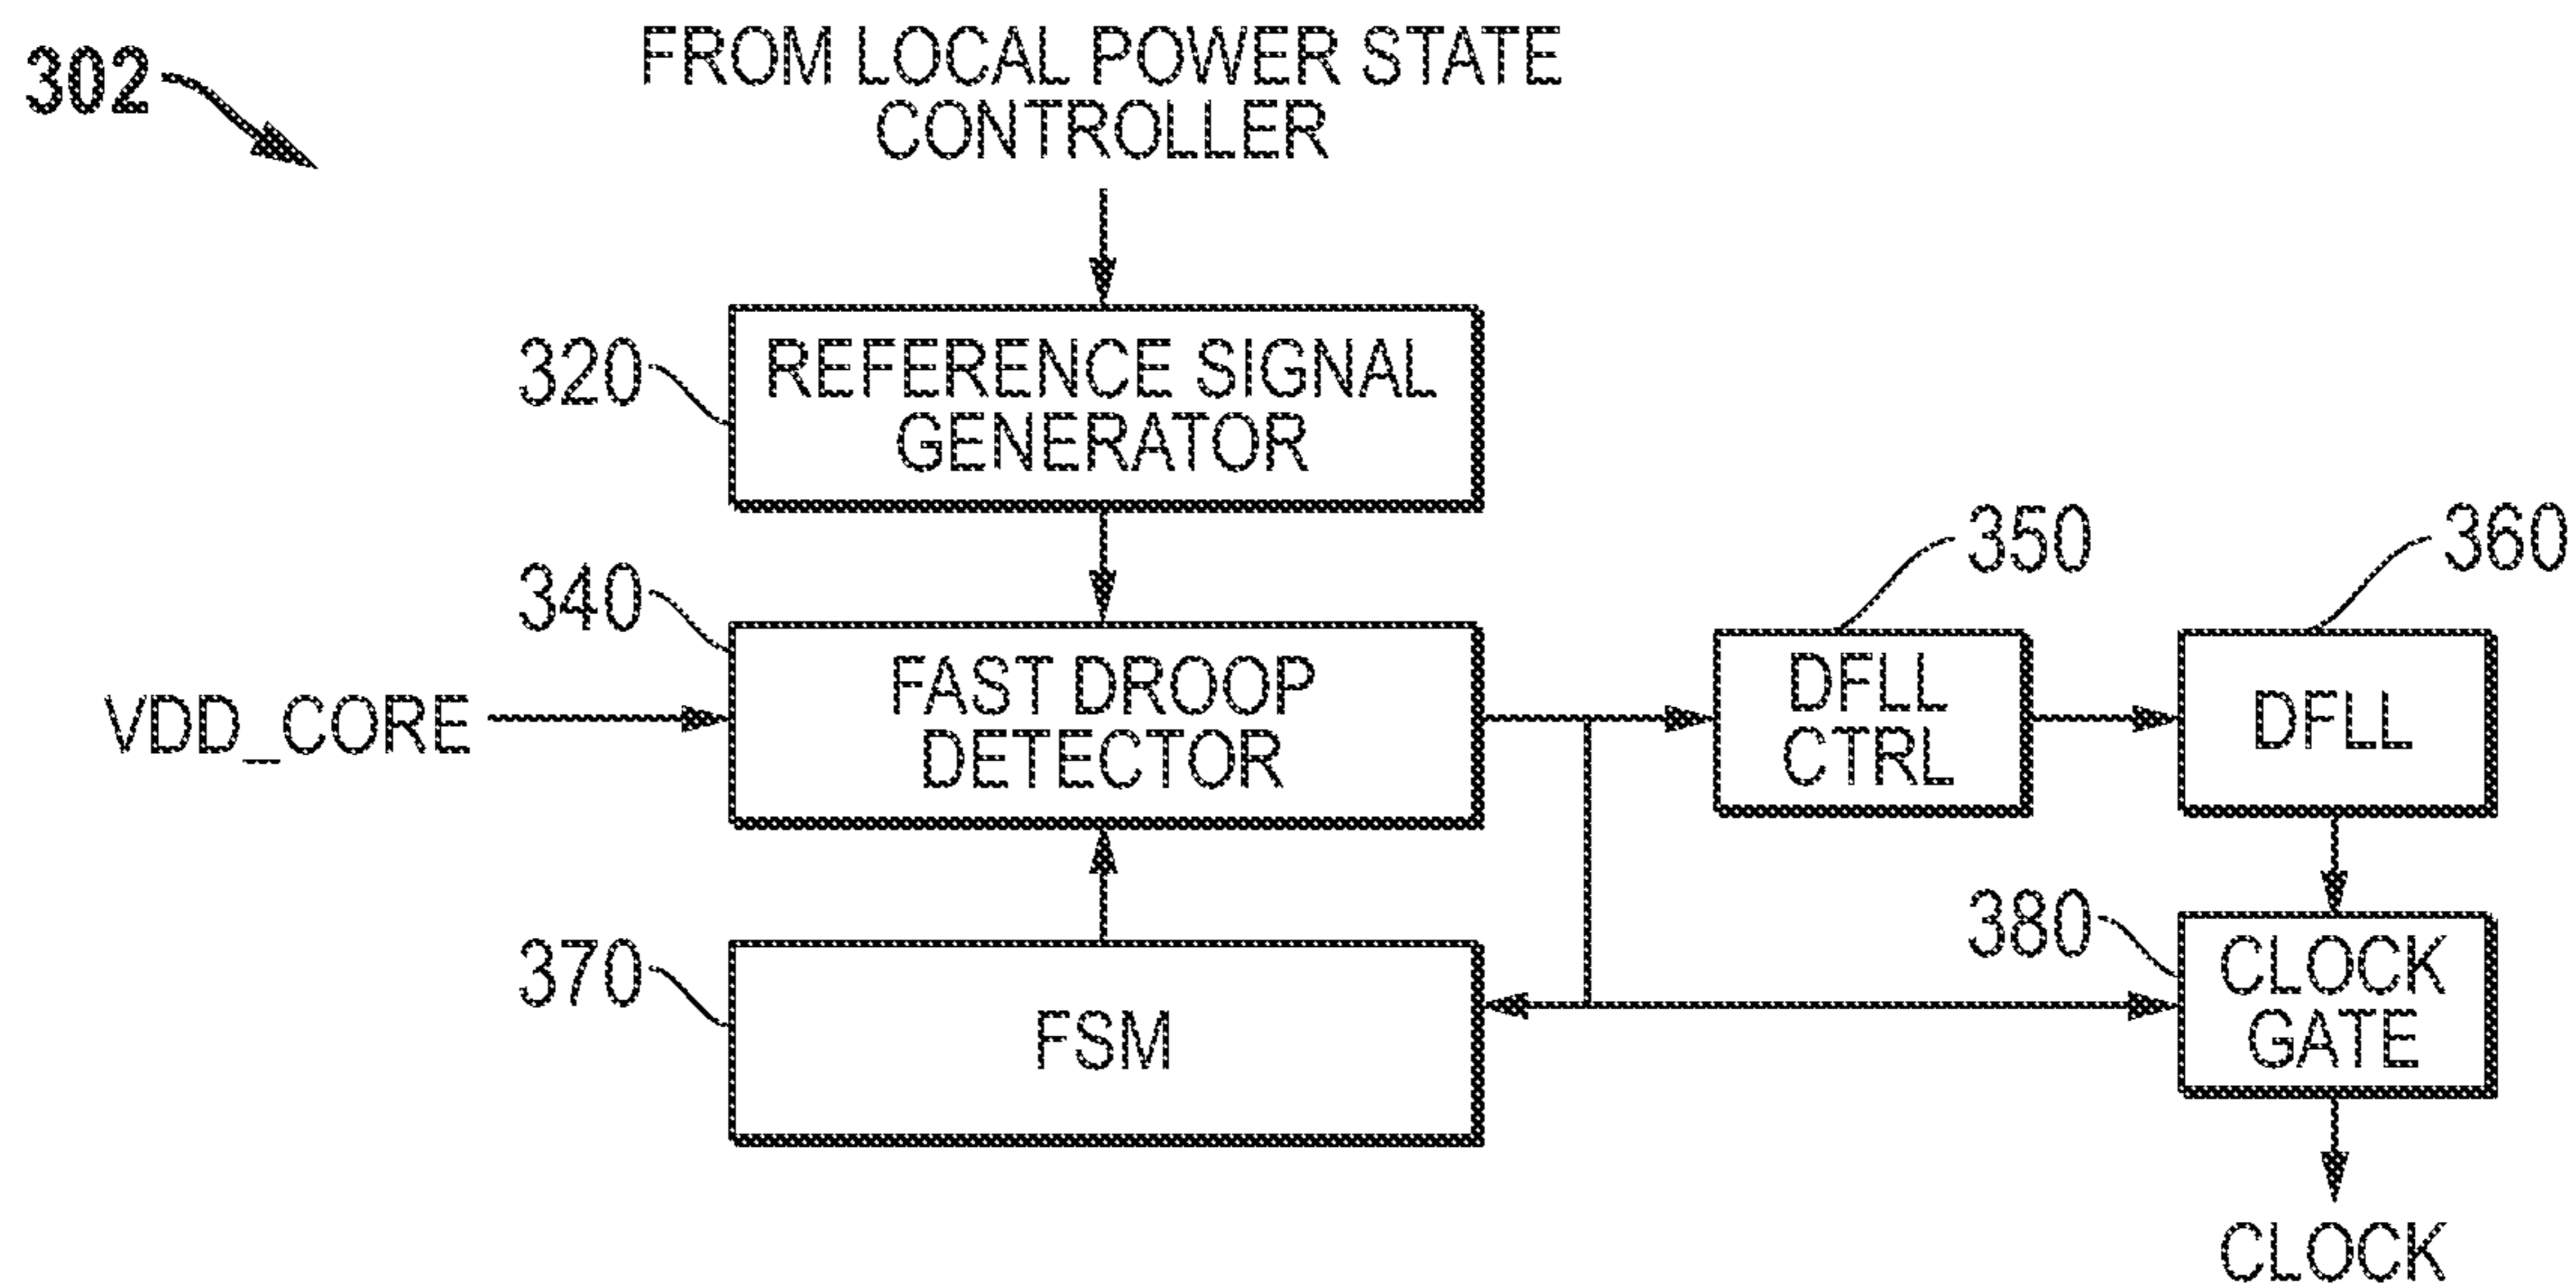 302
FROM LOCAL POWER STATE
CONTROLLER
320
REFERENCE SIGNAL
GENERATOR
340
350
360
VDD_CORE
FAST DROOP
DETECTOR
DFLL
CTRL
DFLL
370
FSM
380
CLOCK
GATE
CLOCK